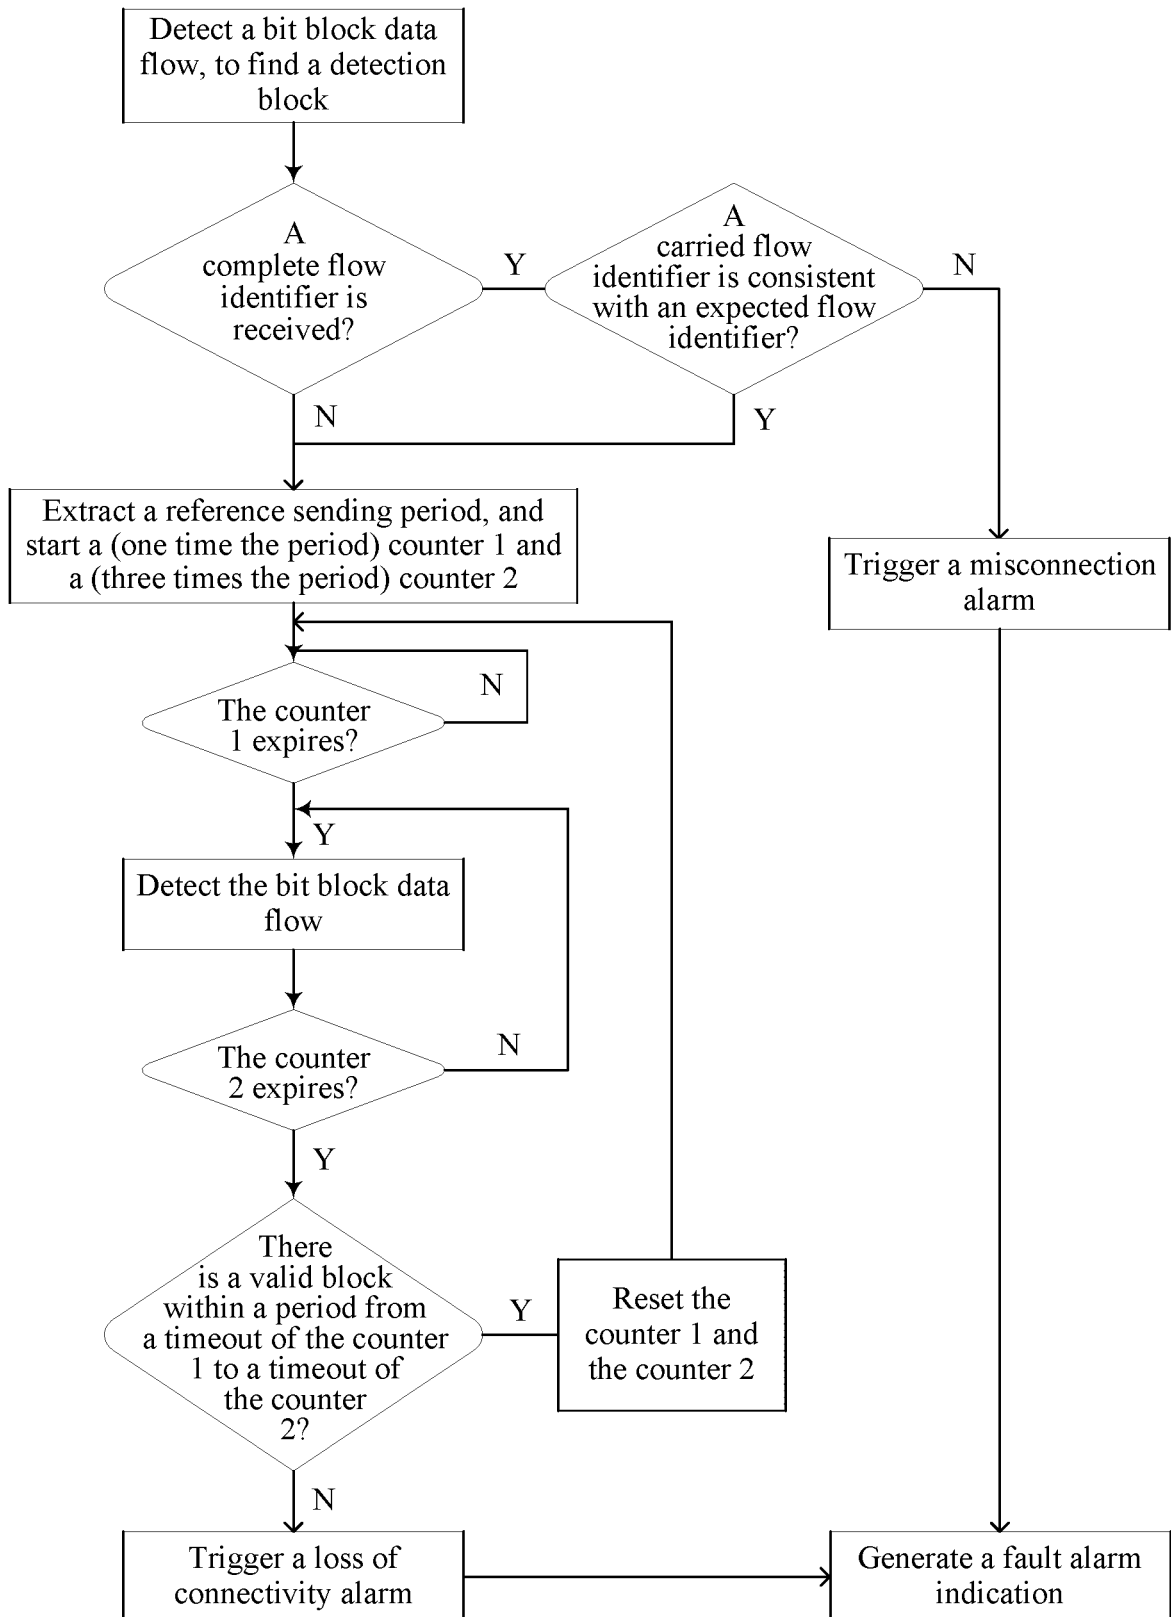 Detect a bit block data
flow, to find a detection
block
A
complete flow
identifier is
received?
Y
A
carried flow
identifier is consistent
with an expected flow
identifier?
N
N
Y
Extract a reference sending period, and
start a (one time the period) counter 1 and
a (three times the period) counter 2
Trigger a misconnection
alarm
The counter
1 expires?
N
Y
Detect the bit block data
flow
The counter
2 expires?
N
Y
There
is a valid block
within a period from
a timeout of the counter
1 to a timeout of
the counter
2?
Y
Reset the
counter 1 and
the counter 2
N
Trigger a loss of
connectivity alarm
Generate a fault alarm
indication